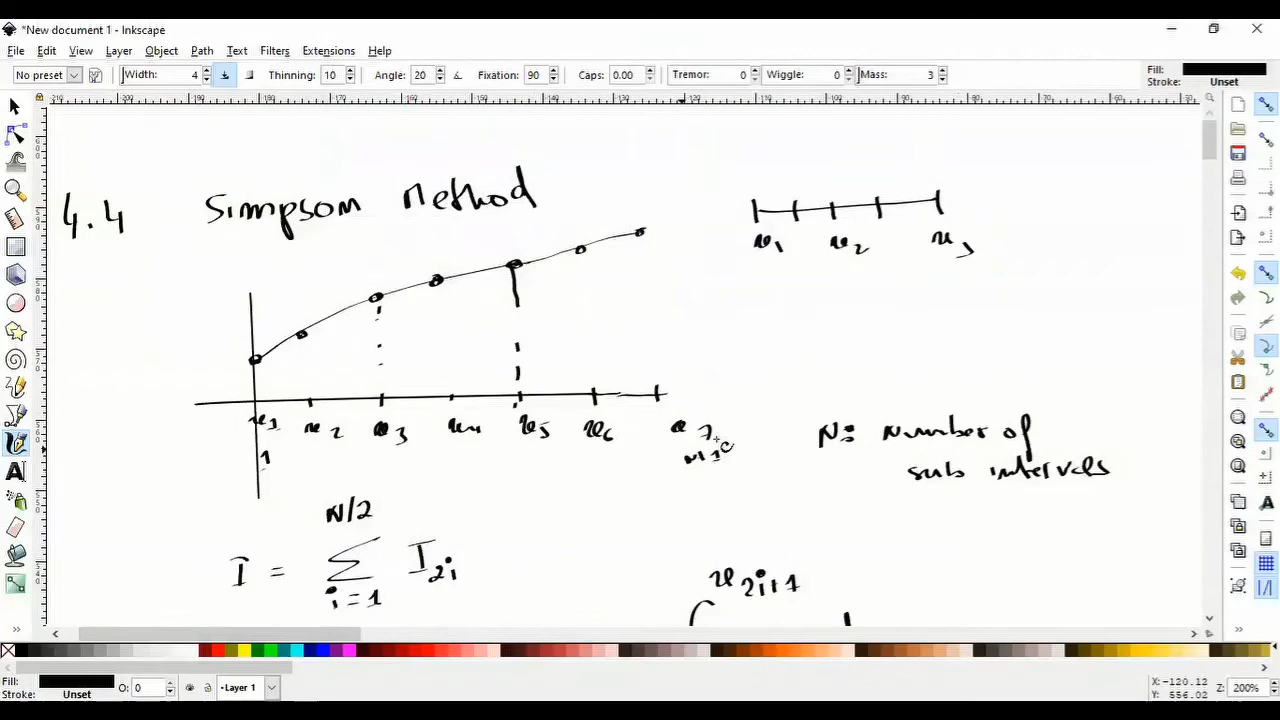 *New document 1 - Inkscape
File Edit View Layer Object Path Text Filters Extensions Help
No preset Width: 4 Thinning: 10 Angle: 20 Fixation: 90 Caps: 0.00 Tremor: 0 Wiggle: 0 Mass: 3 Fill: Stroke: Unset
4.4 Simpson Method
x1 x2 x3
x1 x2 x3 x4 x5 x6 x7
1
N: number of
sub intervals
N/2
I = Σ I2i
i=1
x2i+1
∫
Fill: Stroke: Unset O: 0 Layer 1 X: -120.12 Y: 556.02 Z: 200%